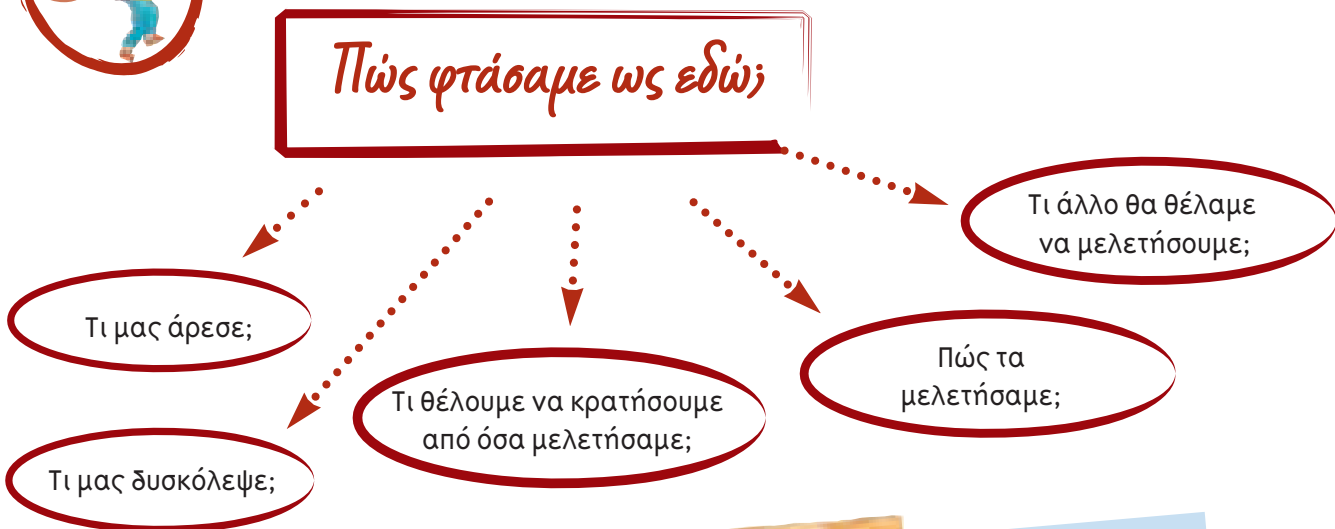 Πώς φτάσαμε ως εδώ;
Τι άλλο θα θέλαμε
να μελετήσουμε;
Τι μας άρεσε;
Πώς τα
μελετήσαμε;
Τι θέλουμε να κρατήσουμε
από όσα μελετήσαμε;
Τι μας δυσκόλεψε;